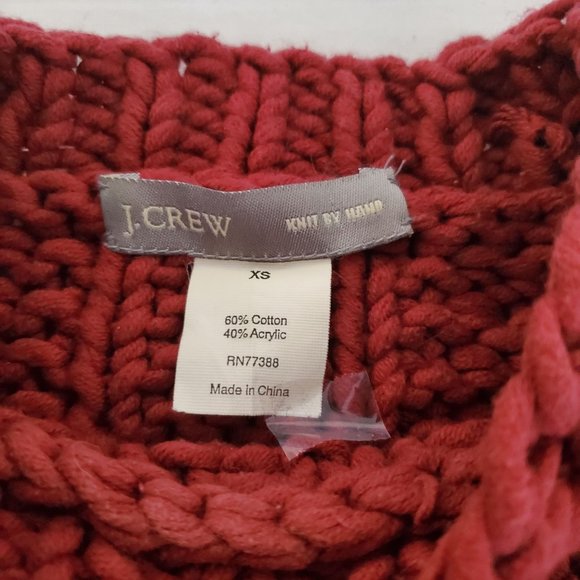 J.CREW KNIT BY HAND
XS
60% Cotton
40% Acrylic
RN77388
Made in China